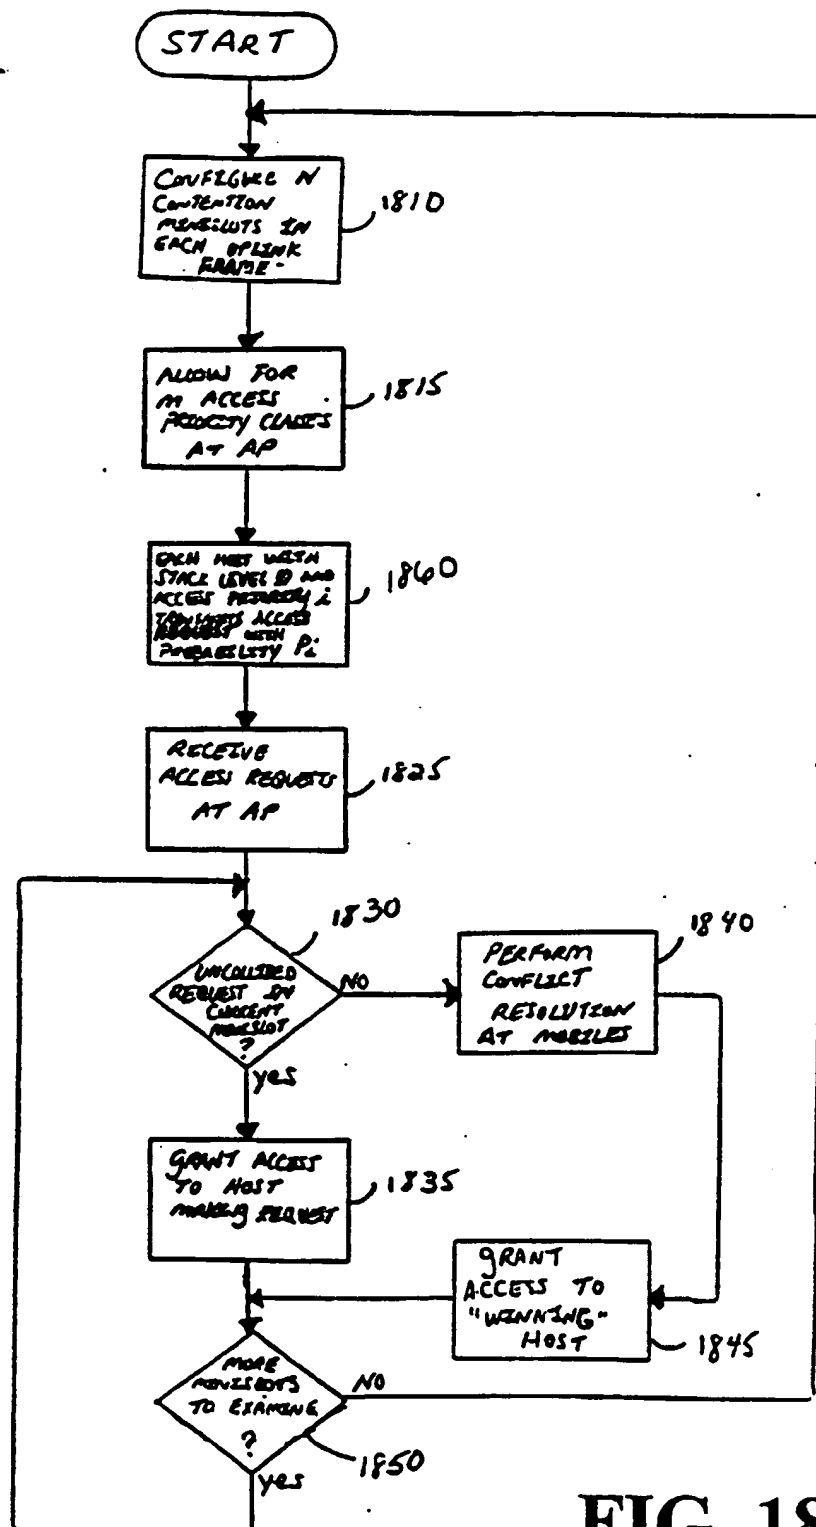 START
CONFIGURE N
CONTENTION
MINISLOTS IN
EACH UPLINK
FRAME
1810
ALLOW FOR
M ACCESS
PRIORITY CLASSES
AT AP
1815
EACH HOST WITH
STACK LEVEL 0 AND
ACCESS PRIORITY i
TRANSMITS ACCESS
REQUEST WITH
PROBABILITY Pi
1860
RECEIVE
ACCESS REQUESTS
AT AP
1825
1830
UNCOLLIDED
REQUEST IN
CURRENT
MINISLOT
?
NO
yes
1840
PERFORM
CONFLICT
RESOLUTION
AT MOBILES
GRANT ACCESS
TO HOST
MAKING REQUEST
1835
GRANT
ACCESS TO
"WINNING"
HOST
1845
MORE
MINISLOTS
TO EXAMINE
?
NO
1850
yes
FIG. 18